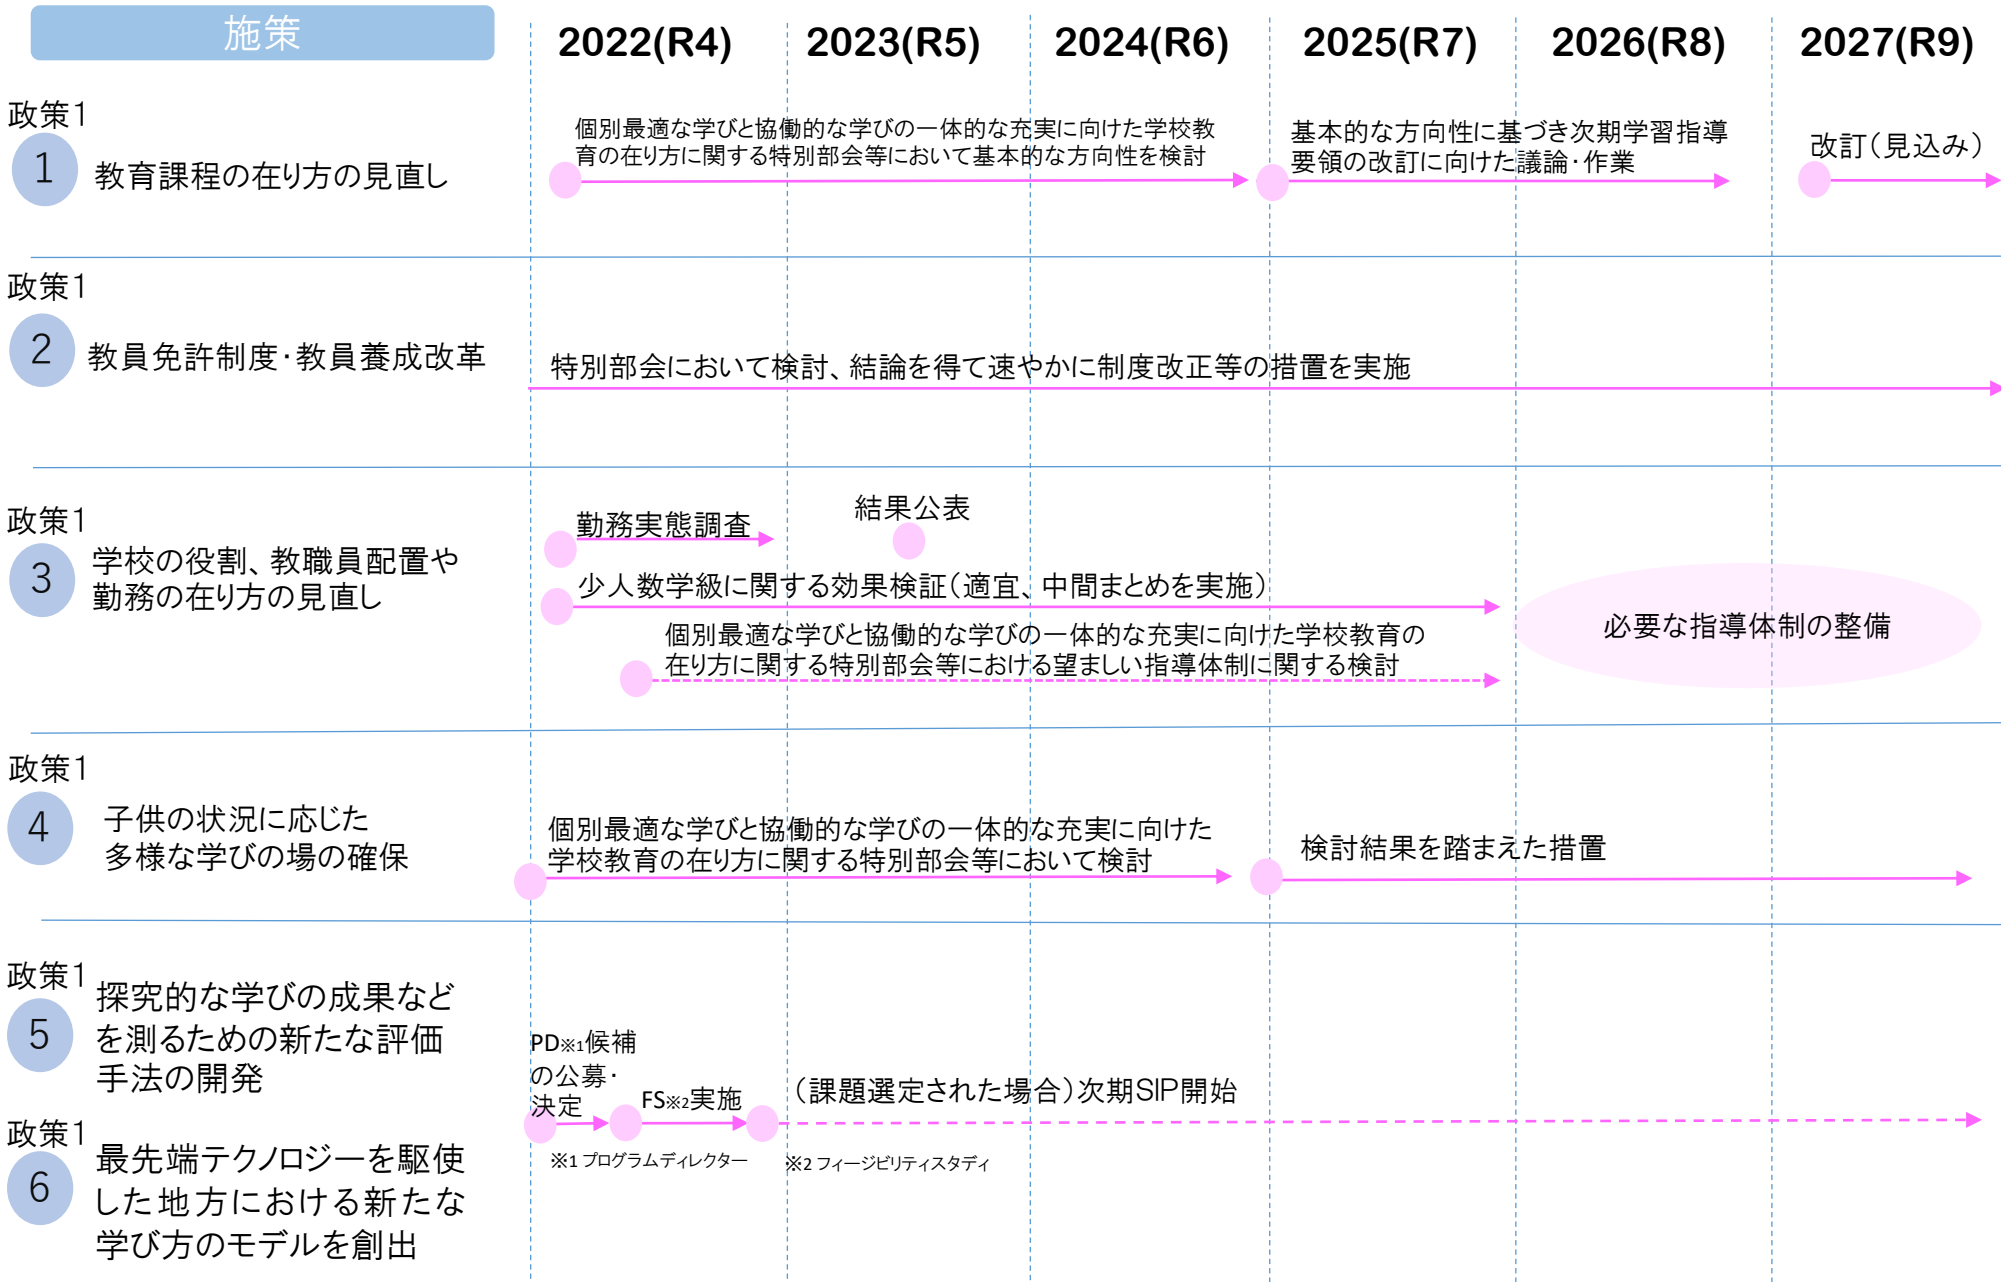 施策
2022(R4)
2023(R5)
2024(R6)
2025(R7)
2026(R8)
2027(R9)
政策1
1
教育課程の在り方の見直し
個別最適な学びと協働的な学びの一体的な充実に向けた学校教
育の在り方に関する特別部会等において基本的な方向性を検討
基本的な方向性に基づき次期学習指導
要領の改訂に向けた議論・作業
改訂(見込み)
政策1
2
教員免許制度・教員養成改革
特別部会において検討、結論を得て速やかに制度改正等の措置を実施
政策1
3
学校の役割、教職員配置や
勤務の在り方の見直し
勤務実態調査
結果公表
少人数学級に関する効果検証(適宜、中間まとめを実施)
個別最適な学びと協働的な学びの一体的な充実に向けた学校教育の
在り方に関する特別部会等における望ましい指導体制に関する検討
必要な指導体制の整備
政策1
4
子供の状況に応じた
多様な学びの場の確保
個別最適な学びと協働的な学びの一体的な充実に向けた
学校教育の在り方に関する特別部会等において検討
検討結果を踏まえた措置
政策1
5
探究的な学びの成果など
を測るための新たな評価
手法の開発
PD※1候補
の公募・
決定
FS※2実施
(課題選定された場合)次期SIP開始
※1 プログラムディレクター
※2 フィージビリティスタディ
政策1
6
最先端テクノロジーを駆使
した地方における新たな
学び方のモデルを創出